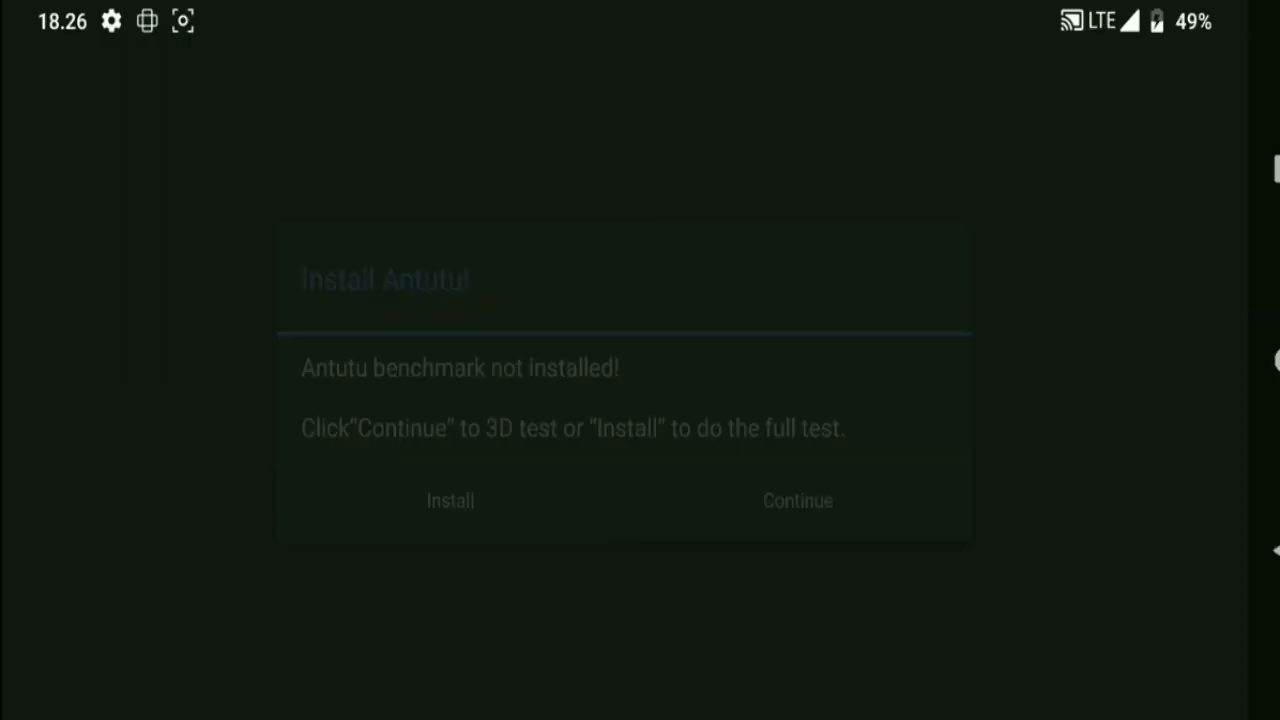 18.26 LTE 49%
Install Antutu!
Antutu benchmark not installed!
Click"Continue" to 3D test or "Install" to do the full test.
Install Continue